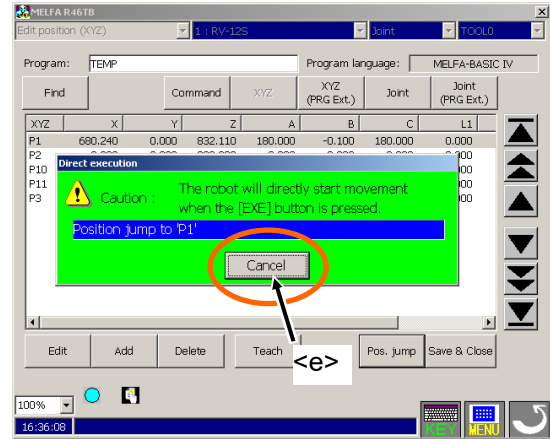 MELFA R46TB
Edit position (XYZ) 1 : RV-12S Joint TOOL0
Program: TEMP Program language: MELFA-BASIC IV
Find Command XYZ XYZ (PRG Ext.) Joint Joint (PRG Ext.)
XYZ X Y Z A B C L1
P1 680.240 0.000 832.110 180.000 -0.100 180.000 0.000
P2
P10
P11
P3
Direct execution
Caution : The robot will directly start movement
when the [EXE] button is pressed.
Position jump to 'P1'
Cancel
<e>
Edit Add Delete Teach Pos. jump Save & Close
100%
16:36:08 KEY MENU